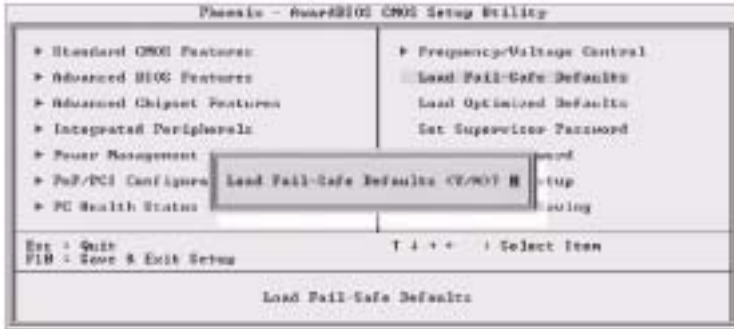 Phoenix - AwardBIOS CMOS Setup Utility
▶ Standard CMOS Features
▶ Advanced BIOS Features
▶ Advanced Chipset Features
▶ Integrated Peripherals
▶ Power Management
▶ PnP/PCI Configura
▶ PC Health Status
▶ Frequency/Voltage Control
Load Fail-Safe Defaults
Load Optimized Defaults
Set Supervisor Password
word
etup
aving
Load Fail-Safe Defaults (Y/N)? N
Esc : Quit
F10 : Save & Exit Setup
: Select Item
Load Fail-Safe Defaults